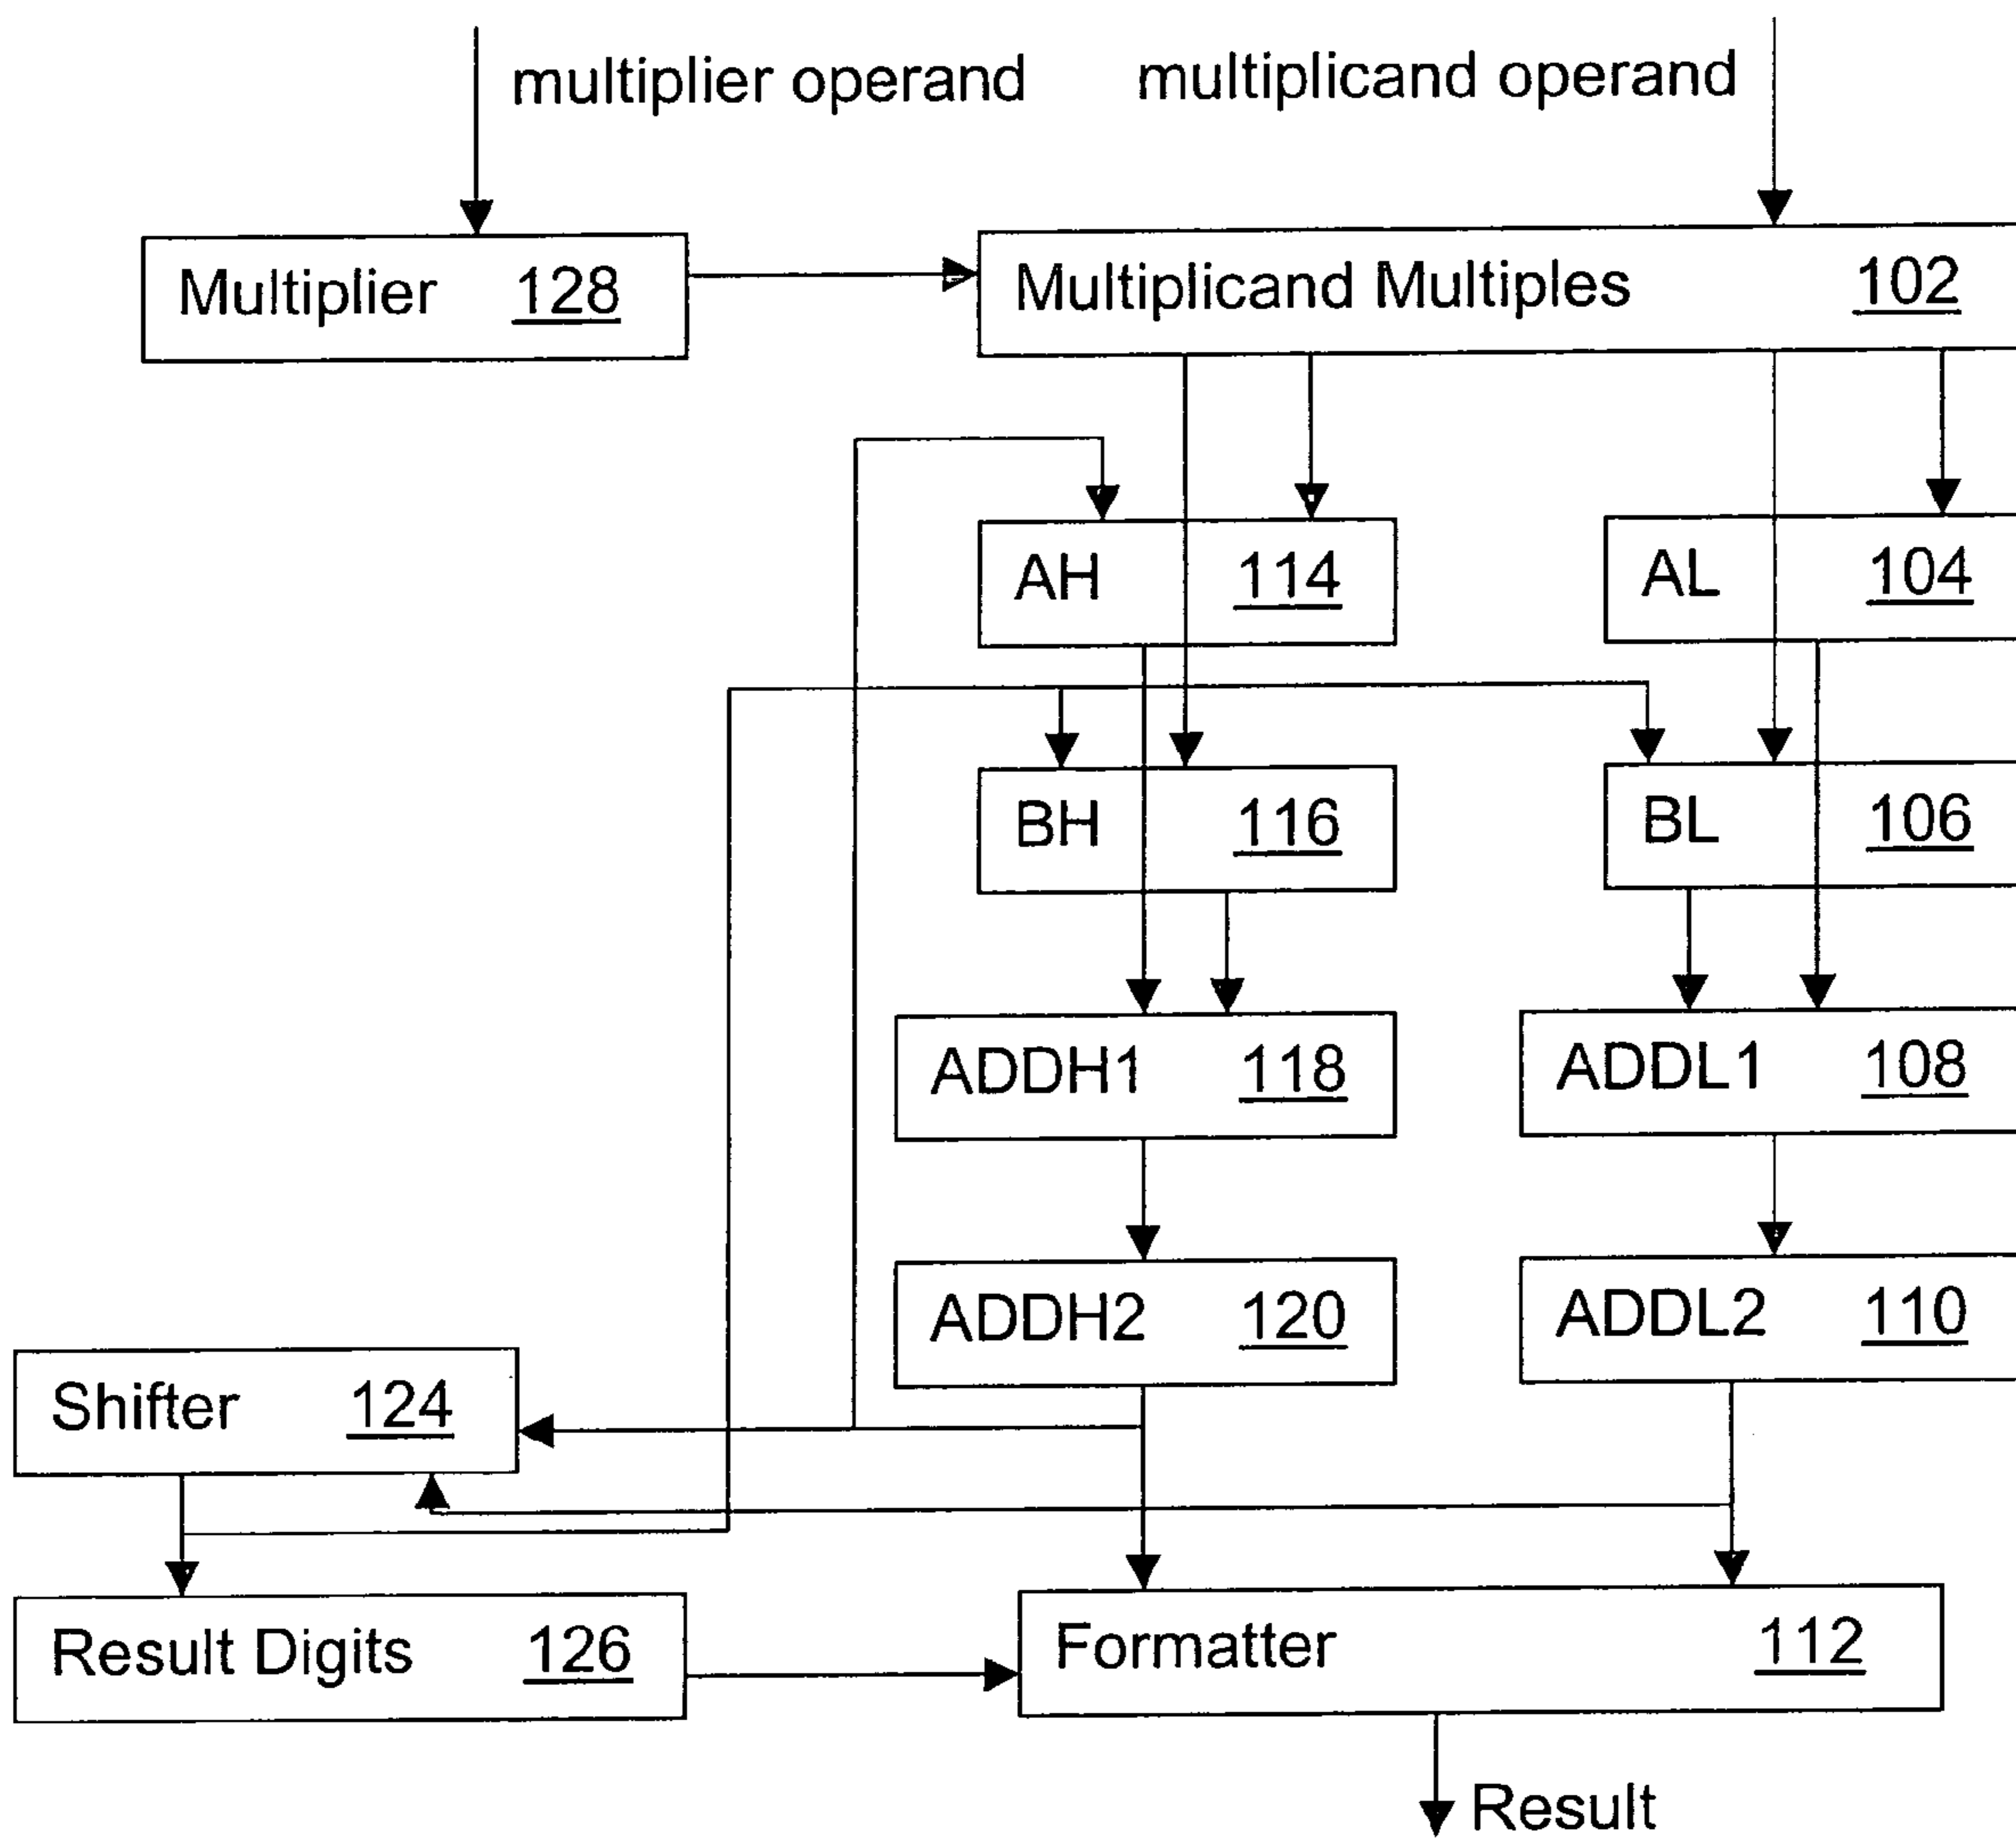 multiplier operand
multiplicand operand
Multiplier 128
Multiplicand Multiples 102
AH 114
AL 104
BH 116
BL 106
ADDH1 118
ADDL1 108
ADDH2 120
ADDL2 110
Shifter 124
Result Digits 126
Formatter 112
Result